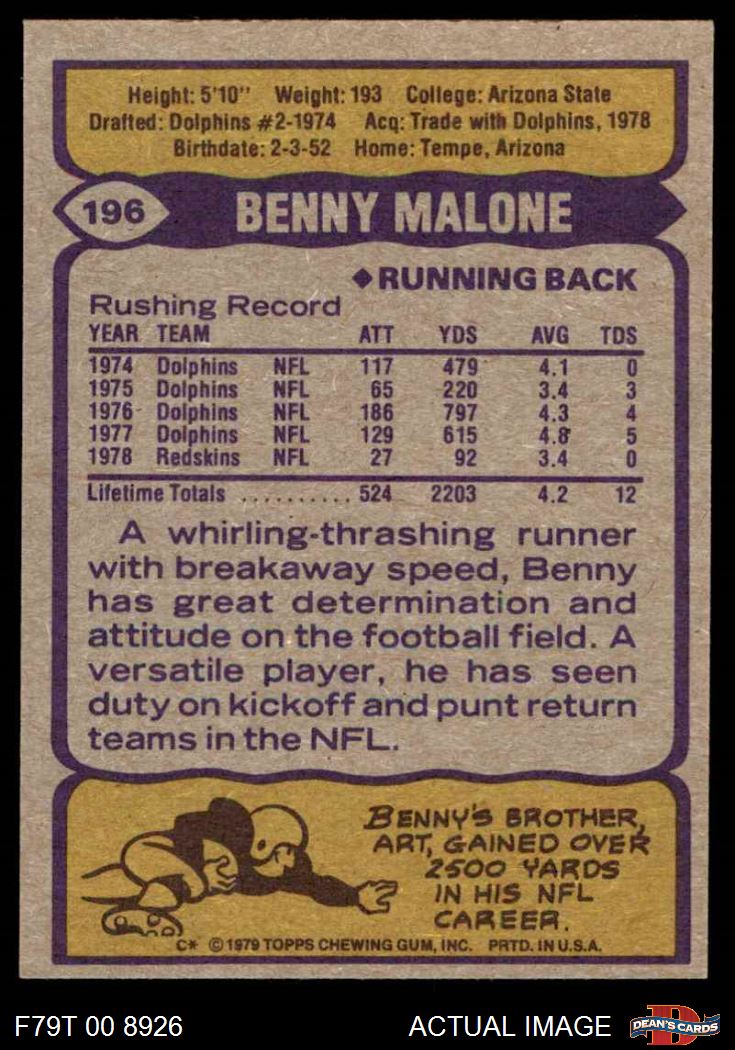 Height: 5'10" Weight: 193 College: Arizona State
Drafted: Dolphins #2-1974 Acq: Trade with Dolphins, 1978
Birthdate: 2-3-52 Home: Tempe, Arizona
196 BENNY MALONE
◆RUNNING BACK
Rushing Record
YEAR TEAM ATT YDS AVG TDS
1974 Dolphins NFL 117 479 4.1 0
1975 Dolphins NFL 65 220 3.4 3
1976 Dolphins NFL 186 797 4.3 4
1977 Dolphins NFL 129 615 4.8 5
1978 Redskins NFL 27 92 3.4 0
Lifetime Totals .......... 524 2203 4.2 12
A whirling-thrashing runner
with breakaway speed, Benny
has great determination and
attitude on the football field. A
versatile player, he has seen
duty on kickoff and punt return
teams in the NFL.
BENNY'S BROTHER,
ART, GAINED OVER
2500 YARDS
IN HIS NFL
CAREER.
C* © 1979 TOPPS CHEWING GUM, INC. PRTD. IN U.S.A.
F79T 00 8926 ACTUAL IMAGE D DEAN'S CARDS